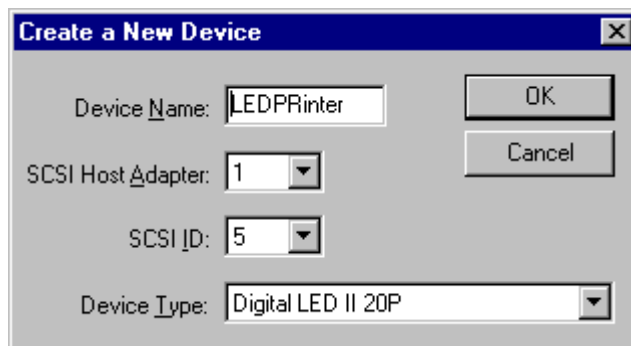 Create a New Device
Device Name: LEDPRinter
OK
SCSI Host Adapter: 1
Cancel
SCSI ID: 5
Device Type: Digital LED II 20P